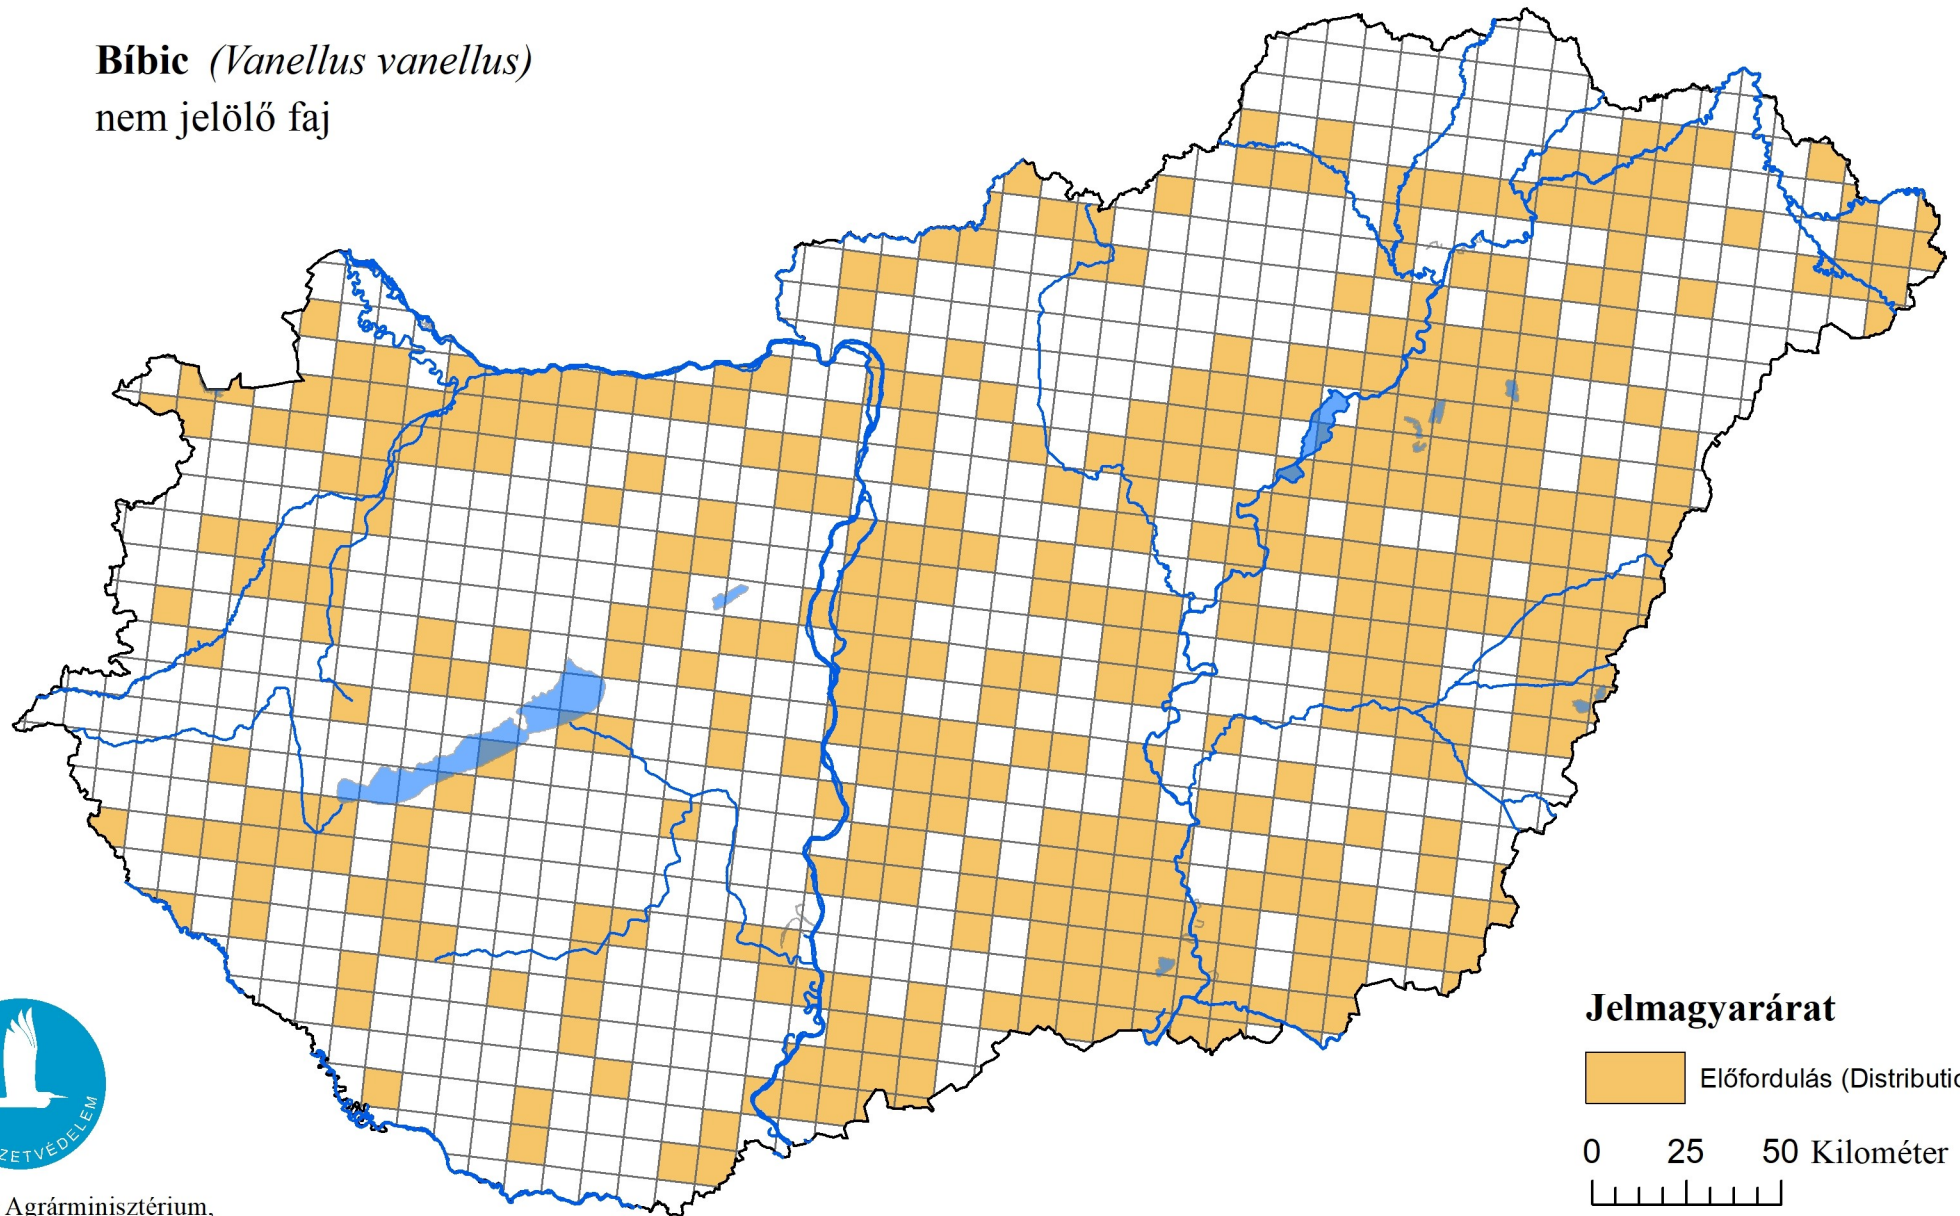 Bíbic (Vanellus vanellus)
nem jelölő faj
Jelmagyarárat
Előfordulás (Distributio
0 25 50 Kilométer
ZETVÉDELEM
Agrárminisztérium,